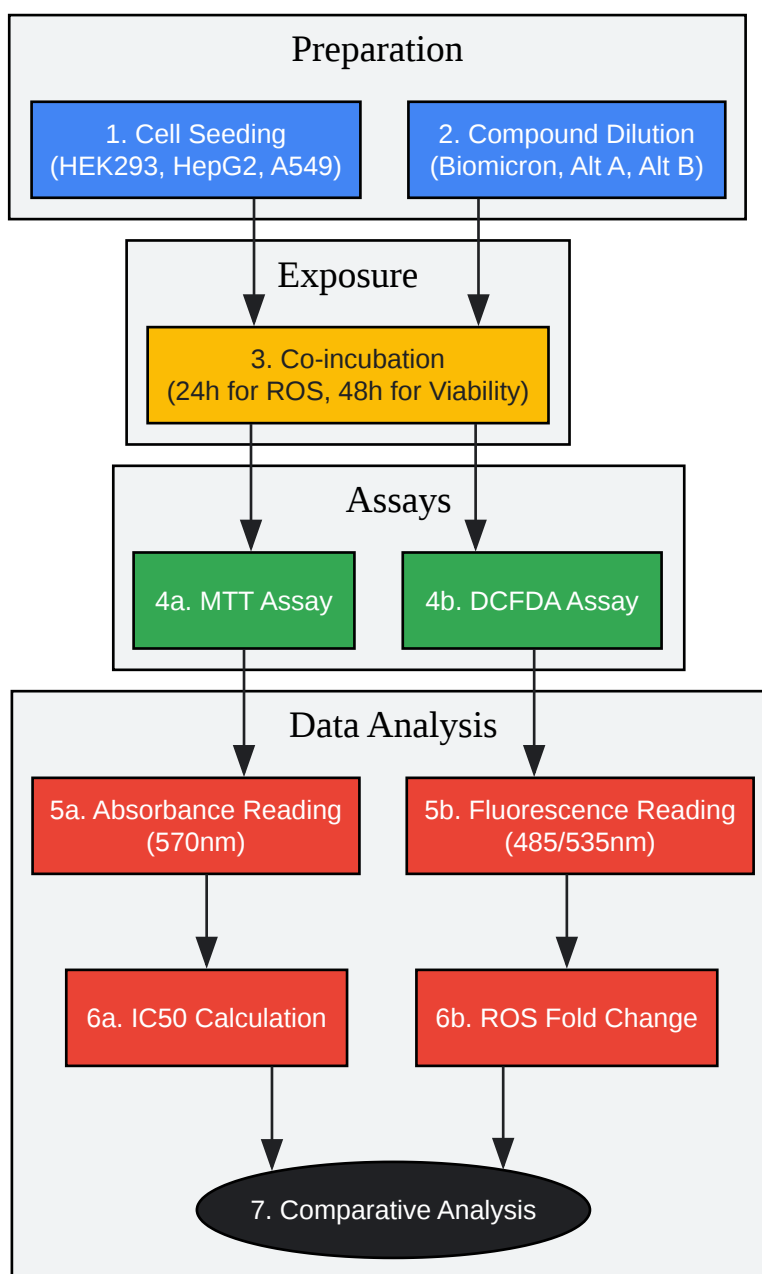 Preparation
1. Cell Seeding
(HEK293, HepG2, A549)
2. Compound Dilution
(Biomicron, Alt A, Alt B)
Exposure
3. Co-incubation
(24h for ROS, 48h for Viability)
Assays
4a. MTT Assay
4b. DCFDA Assay
Data Analysis
5a. Absorbance Reading
(570nm)
5b. Fluorescence Reading
(485/535nm)
6a. IC50 Calculation
6b. ROS Fold Change
7. Comparative Analysis